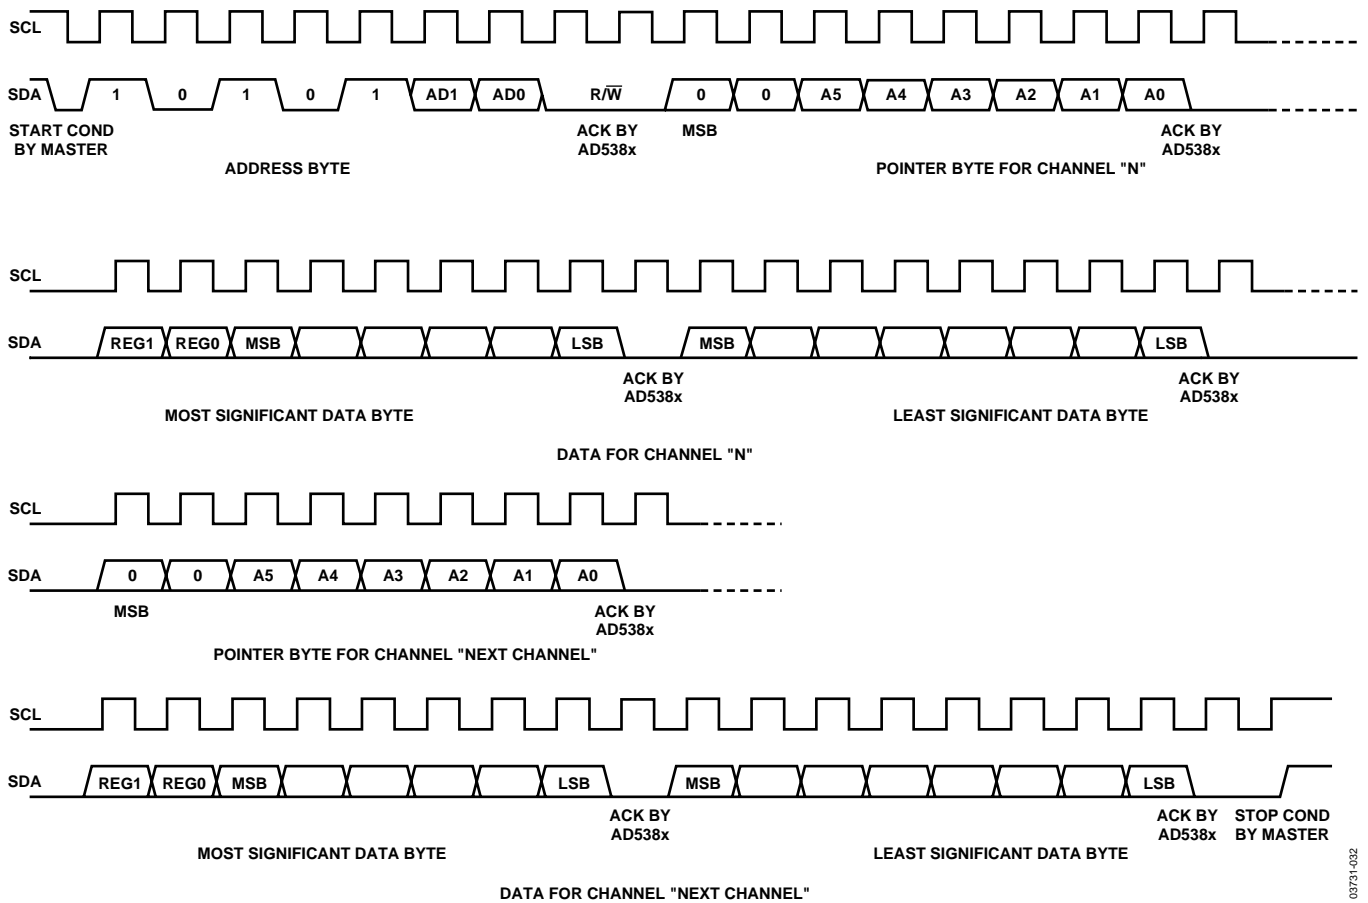 SCL
SDA 1 0 1 0 1 AD1 AD0 R/W̅ 0 0 A5 A4 A3 A2 A1 A0
START COND BY MASTER
ACK BY AD538x
MSB
ACK BY AD538x
ADDRESS BYTE
POINTER BYTE FOR CHANNEL "N"
SCL
SDA REG1 REG0 MSB LSB MSB LSB
ACK BY AD538x
ACK BY AD538x
MOST SIGNIFICANT DATA BYTE
LEAST SIGNIFICANT DATA BYTE
DATA FOR CHANNEL "N"
SCL
SDA 0 0 A5 A4 A3 A2 A1 A0
MSB
ACK BY AD538x
POINTER BYTE FOR CHANNEL "NEXT CHANNEL"
SCL
SDA REG1 REG0 MSB LSB MSB LSB
ACK BY AD538x
ACK BY AD538x
STOP COND BY MASTER
MOST SIGNIFICANT DATA BYTE
LEAST SIGNIFICANT DATA BYTE
DATA FOR CHANNEL "NEXT CHANNEL"
03731-032